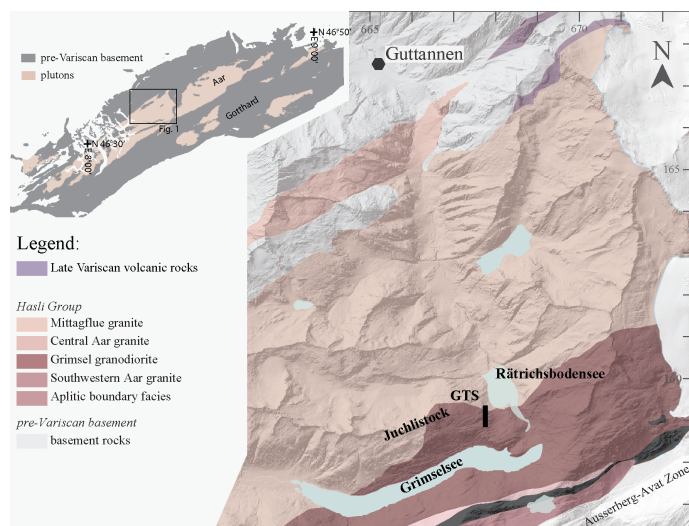 N 46°50'
E 9°00'
pre-Variscan basement
plutons
Aar
Gotthard
Fig. 1
N 46°30'
E 8°00'
665
670
Guttannen
N
165
Legend:
Late Variscan volcanic rocks
Hasli Group
Mittagflue granite
Central Aar granite
Grimsel granodiorite
Southwestern Aar granite
Aplitic boundary facies
pre-Variscan basement
basement rocks
Rätrichsbodensee
GTS
Juchlistock
Grimselsee
Ausserberg-Avat Zone